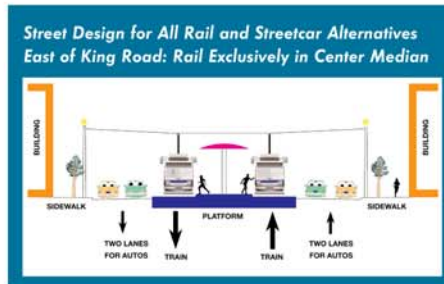 Street Design for All Rail and Streetcar Alternatives
East of King Road: Rail Exclusively in Center Median
BUILDING
BUILDING
SIDEWALK
PLATFORM
SIDEWALK
TWO LANES
FOR AUTOS
TRAIN
TRAIN
TWO LANES
FOR AUTOS